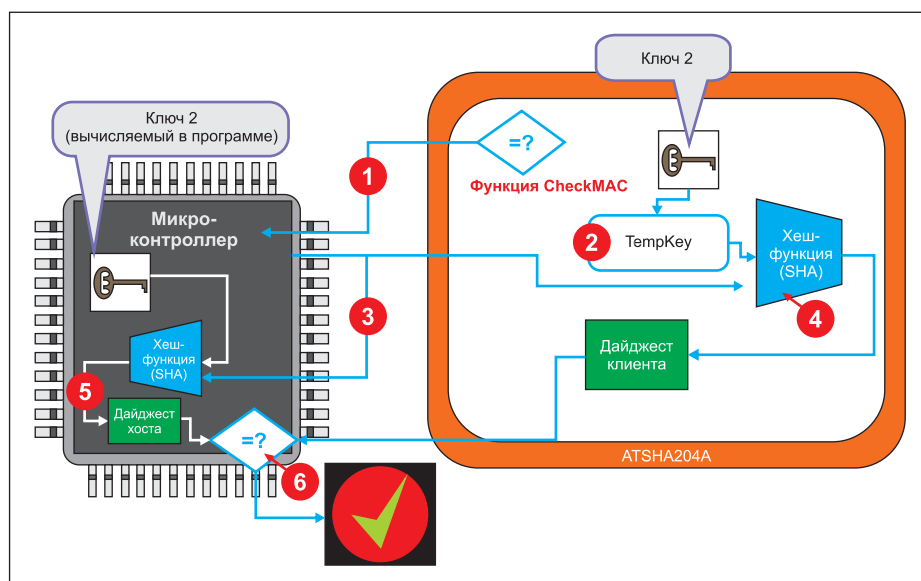 Ключ 2
Ключ 2
(вычисляемый в программе)
=?
Функция CheckMAC
1
Микро-
контроллер
2
TempKey
Хеш-
функция
(SHA)
4
3
Хеш-
функция
(SHA)
Дайджест
клиента
5
Дайджест
хоста
=?
6
ATSHA204A